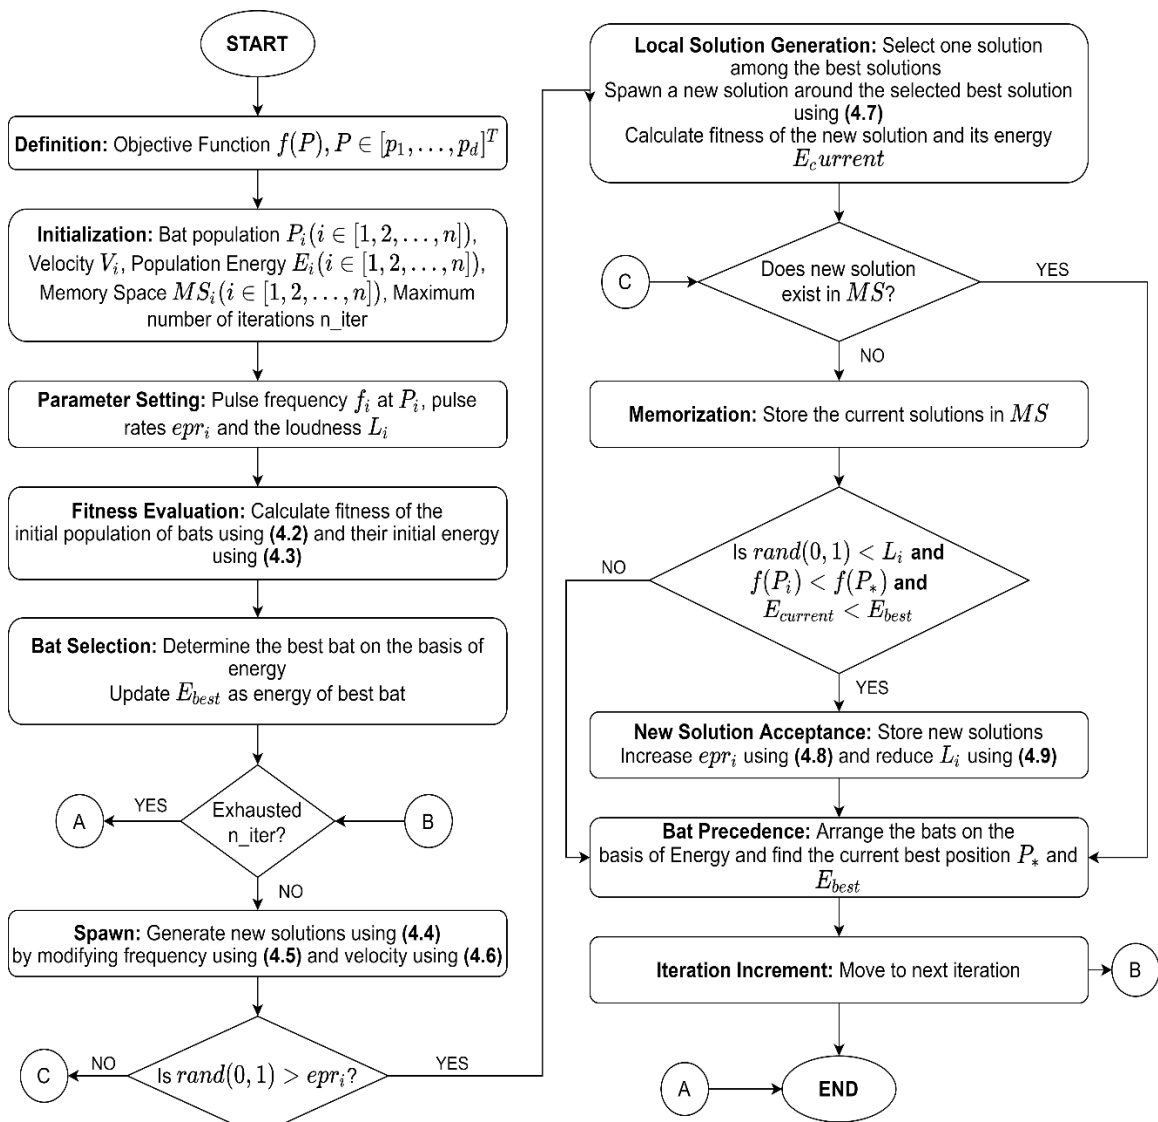 START
Definition: Objective Function f(P), P ∈ [p_1, . . . , p_d]^T
Initialization: Bat population P_i(i ∈ [1, 2, . . . , n]),
Velocity V_i, Population Energy E_i(i ∈ [1, 2, . . . , n]),
Memory Space MS_i(i ∈ [1, 2, . . . , n]), Maximum
number of iterations n_iter
Parameter Setting: Pulse frequency f_i at P_i, pulse
rates epr_i and the loudness L_i
Fitness Evaluation: Calculate fitness of the
initial population of bats using (4.2) and their initial energy
using (4.3)
Bat Selection: Determine the best bat on the basis of
energy
Update E_best as energy of best bat
A
YES
Exhausted
n_iter?
B
NO
Spawn: Generate new solutions using (4.4)
by modifying frequency using (4.5) and velocity using (4.6)
C
NO
Is rand(0, 1) > epr_i?
YES
Local Solution Generation: Select one solution
among the best solutions
Spawn a new solution around the selected best solution
using (4.7)
Calculate fitness of the new solution and its energy
E_current
C
Does new solution
exist in MS?
YES
NO
Memorization: Store the current solutions in MS
Is rand(0, 1) < L_i and
f(P_i) < f(P_*) and
E_current < E_best
NO
YES
New Solution Acceptance: Store new solutions
Increase epr_i using (4.8) and reduce L_i using (4.9)
Bat Precedence: Arrange the bats on the
basis of Energy and find the current best position P_* and
E_best
Iteration Increment: Move to next iteration
B
A
END